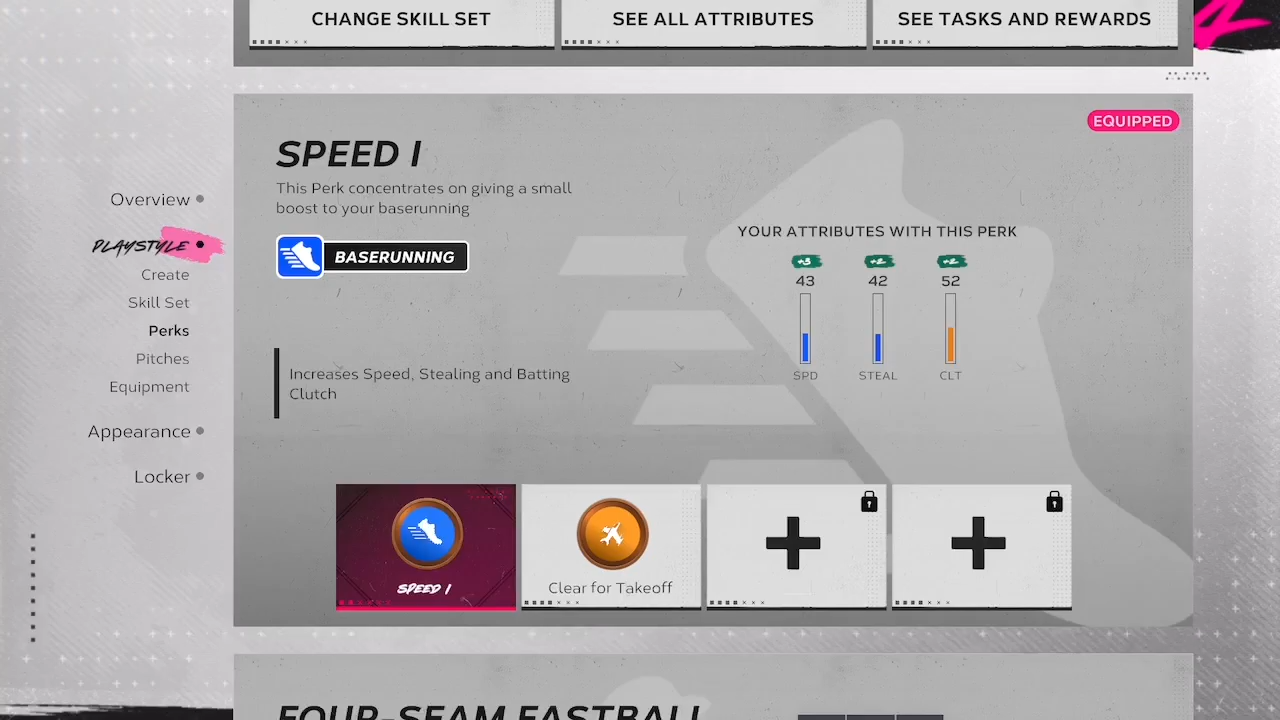 CHANGE SKILL SET
SEE ALL ATTRIBUTES
SEE TASKS AND REWARDS
EQUIPPED
SPEED I
This Perk concentrates on giving a small
boost to your baserunning
BASERUNNING
YOUR ATTRIBUTES WITH THIS PERK
+3 +2 +2
43 42 52
SPD STEAL CLT
Increases Speed, Stealing and Batting
Clutch
Overview
PLAYSTYLE
Create
Skill Set
Perks
Pitches
Equipment
Appearance
Locker
SPEED I
Clear for Takeoff
FOUR-SEAM FASTBALL